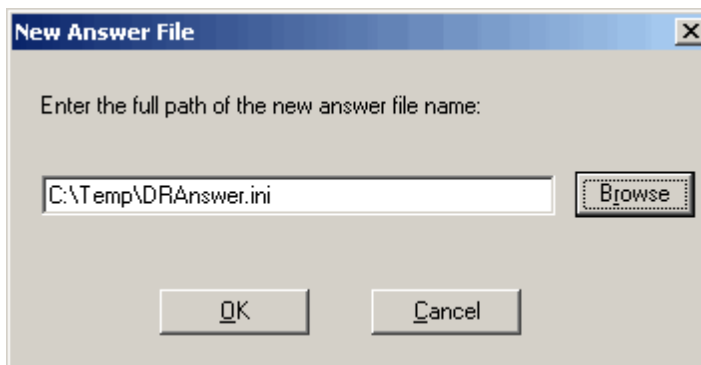 New Answer File
Enter the full path of the new answer file name:
C:\Temp\DRAnswer.ini
Browse
OK
Cancel